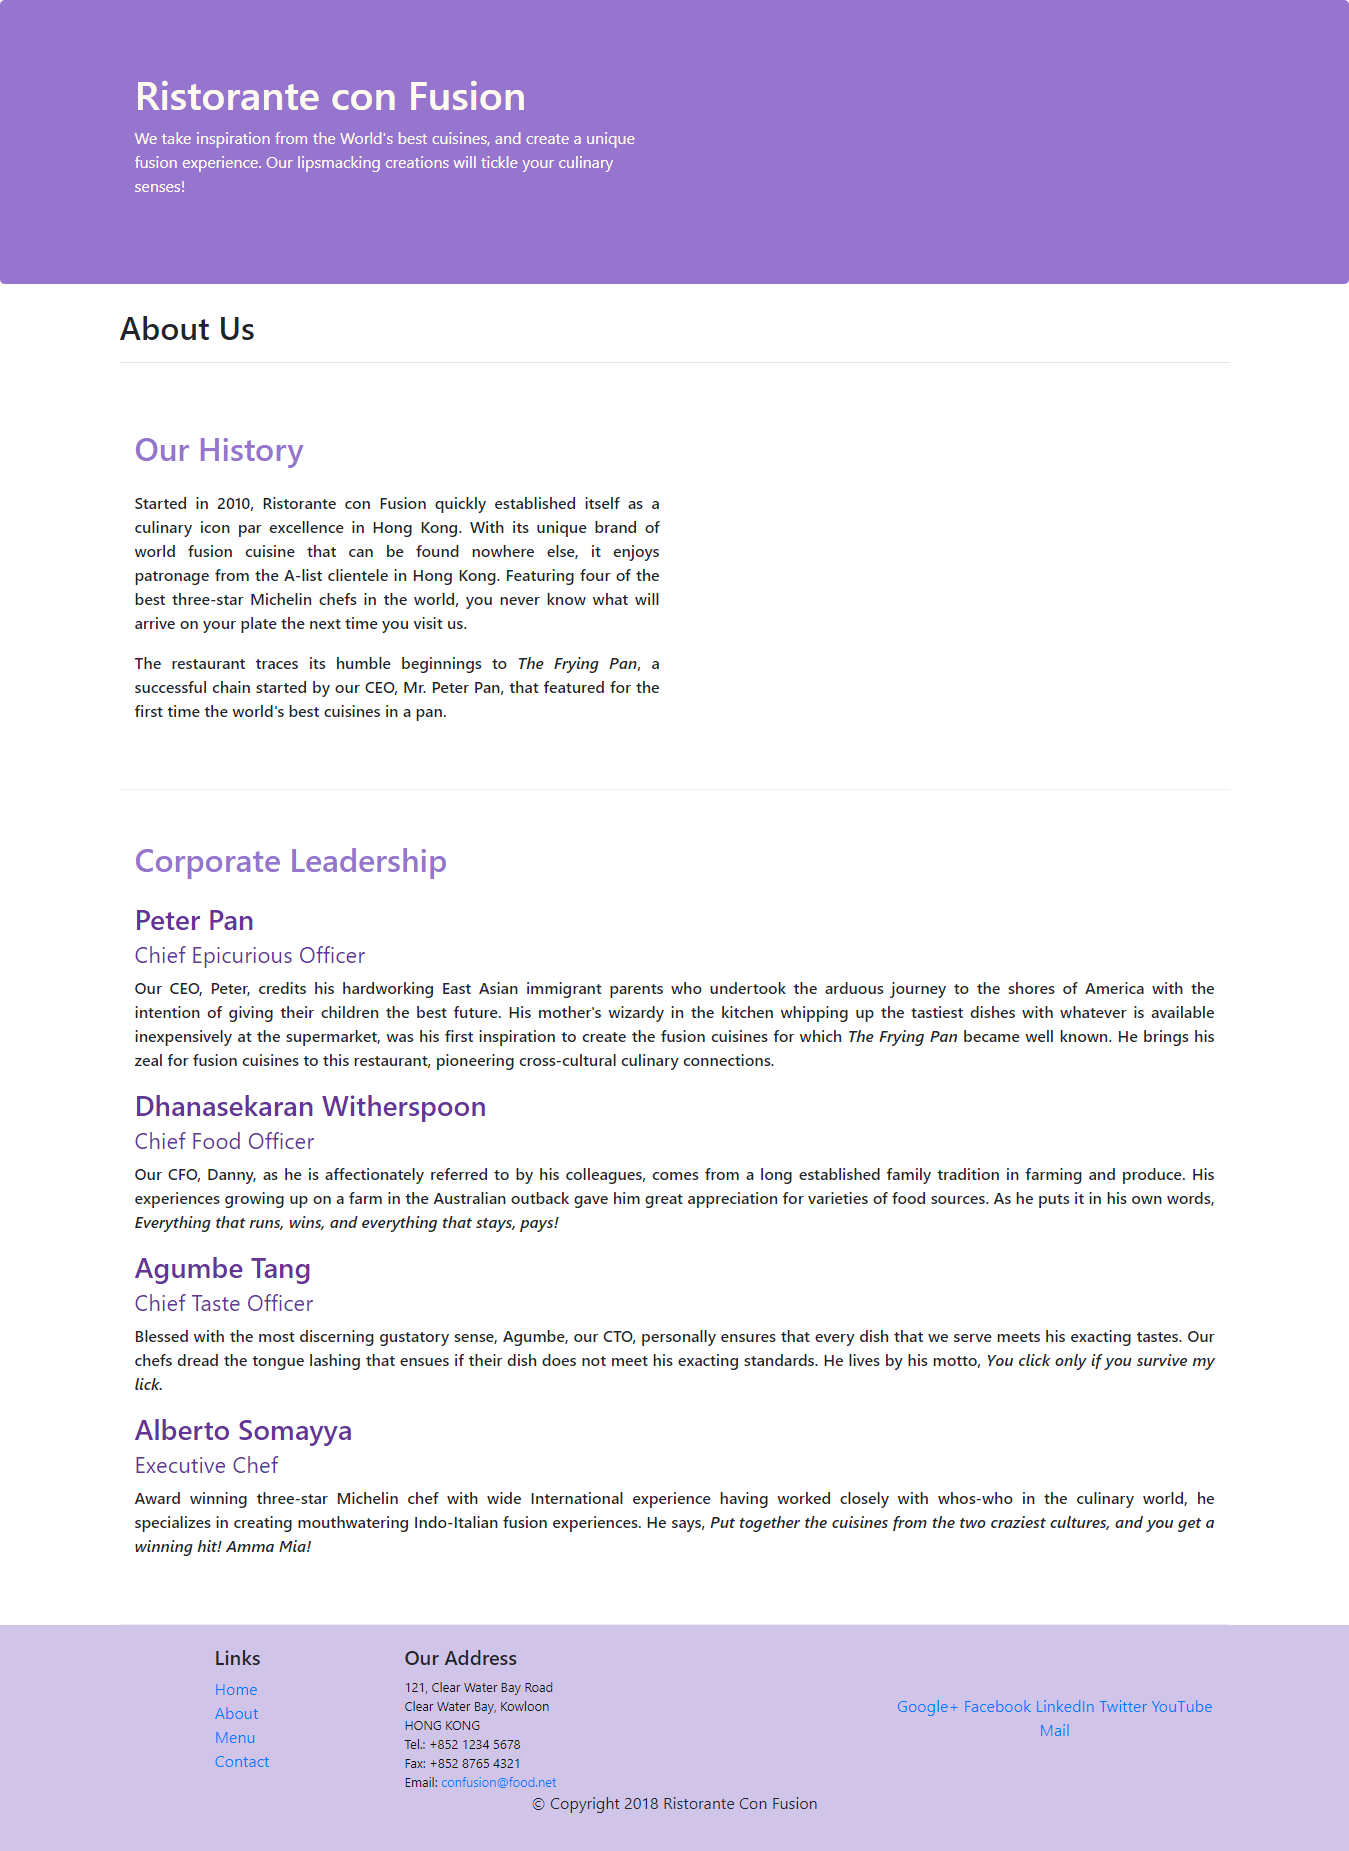 Ristorante con Fusion
We take inspiration from the World's best cuisines, and create a unique
fusion experience. Our lipsmacking creations will tickle your culinary
senses!
About Us
Our History
Started in 2010, Ristorante con Fusion quickly established itself as a
culinary icon par excellence in Hong Kong. With its unique brand of
world fusion cuisine that can be found nowhere else, it enjoys
patronage from the A-list clientele in Hong Kong. Featuring four of the
best three-star Michelin chefs in the world, you never know what will
arrive on your plate the next time you visit us.
The restaurant traces its humble beginnings to The Frying Pan, a
successful chain started by our CEO, Mr. Peter Pan, that featured for the
first time the world's best cuisines in a pan.
Corporate Leadership
Peter Pan
Chief Epicurious Officer
Our CEO, Peter, credits his hardworking East Asian immigrant parents who undertook the arduous journey to the shores of America with the
intention of giving their children the best future. His mother's wizardy in the kitchen whipping up the tastiest dishes with whatever is available
inexpensively at the supermarket, was his first inspiration to create the fusion cuisines for which The Frying Pan became well known. He brings his
zeal for fusion cuisines to this restaurant, pioneering cross-cultural culinary connections.
Dhanasekaran Witherspoon
Chief Food Officer
Our CFO, Danny, as he is affectionately referred to by his colleagues, comes from a long established family tradition in farming and produce. His
experiences growing up on a farm in the Australian outback gave him great appreciation for varieties of food sources. As he puts it in his own words,
Everything that runs, wins, and everything that stays, pays!
Agumbe Tang
Chief Taste Officer
Blessed with the most discerning gustatory sense, Agumbe, our CTO, personally ensures that every dish that we serve meets his exacting tastes. Our
chefs dread the tongue lashing that ensues if their dish does not meet his exacting standards. He lives by his motto, You click only if you survive my
lick.
Alberto Somayya
Executive Chef
Award winning three-star Michelin chef with wide International experience having worked closely with whos-who in the culinary world, he
specializes in creating mouthwatering Indo-Italian fusion experiences. He says, Put together the cuisines from the two craziest cultures, and you get a
winning hit! Amma Mia!
Links
Home
About
Menu
Contact
Our Address
121, Clear Water Bay Road
Clear Water Bay, Kowloon
HONG KONG
Tel.: +852 1234 5678
Fax: +852 8765 4321
Email: confusion@food.net
Google+ Facebook LinkedIn Twitter YouTube
Mail
© Copyright 2018 Ristorante Con Fusion